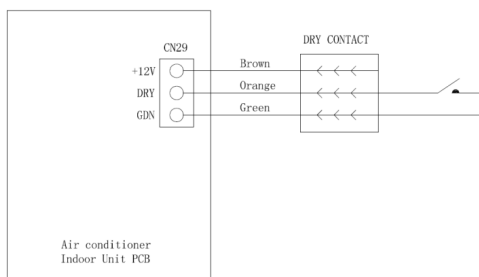 DRY CONTACT
CN29
+12V
Brown
DRY
Orange
GDN
Green
Air conditioner
Indoor Unit PCB